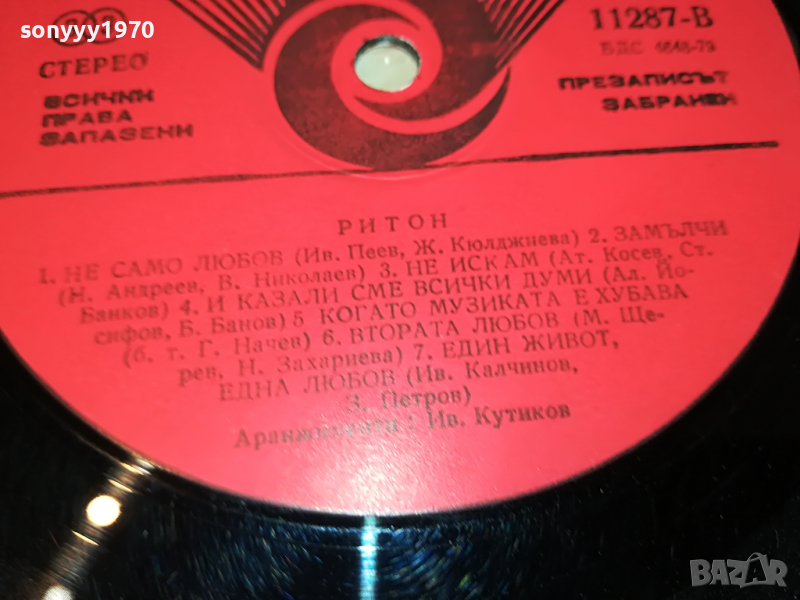 sonyyy1970
11287-В
СТЕРЕО
БДС 4648-79
ВСИЧКИ
ПРАВА
ЗАПАЗЕНИ
ПРЕЗАПИСЪТ
ЗАБРАНЕН
РИТОН
1. НЕ САМО ЛЮБОВ (Ив. Пеев, Ж. Кюлджиева) 2. ЗАМЪЛЧИ
(Н. Андреев, В. Николаев) 3. НЕ ИСКАМ (Ат. Косев, Ст.
Банков) 4. И КАЗАЛИ СМЕ ВСИЧКИ ДУМИ (Ал. Йо-
сифов, Б. Банов) 5 КОГАТО МУЗИКАТА Е ХУБАВА
(б. т. Г. Начев) 6. ВТОРАТА ЛЮБОВ (М. Ще-
рев, Н. Захариева) 7. ЕДИН ЖИВОТ,
ЕДНА ЛЮБОВ (Ив. Калчинов,
З. Петров)
Аранжименти: Ив. Кутиков
BAZAR